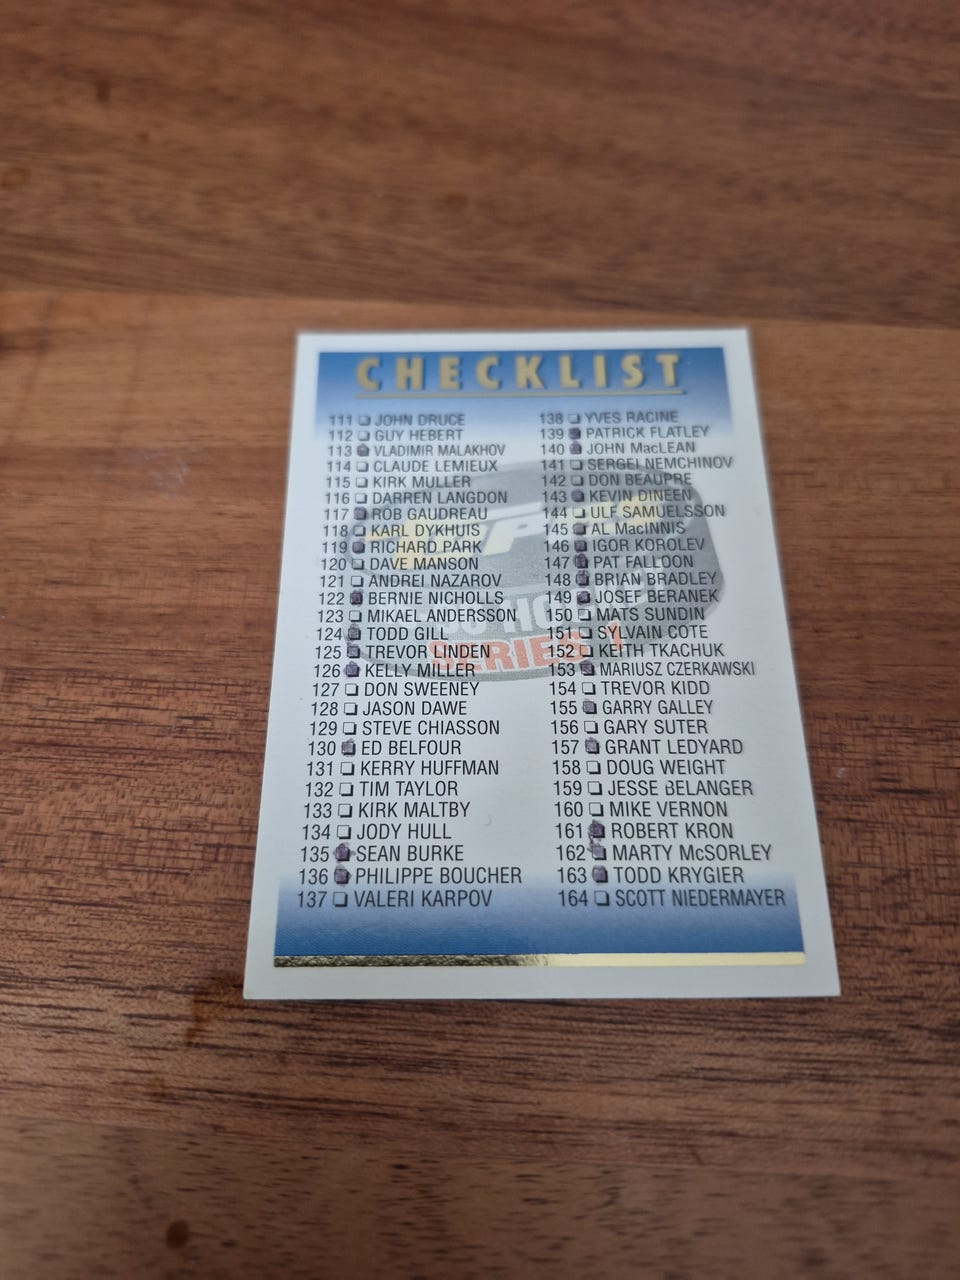 CHECKLIST
111 JOHN DRUCE
112 GUY HEBERT
113 VLADIMIR MALAKHOV
114 CLAUDE LEMIEUX
115 KIRK MULLER
116 DARREN LANGDON
117 ROB GAUDREAU
118 KARL DYKHUIS
119 RICHARD PARK
120 DAVE MANSON
121 ANDREI NAZAROV
122 BERNIE NICHOLLS
123 MIKAEL ANDERSSON
124 TODD GILL
125 TREVOR LINDEN
126 KELLY MILLER
127 DON SWEENEY
128 JASON DAWE
129 STEVE CHIASSON
130 ED BELFOUR
131 KERRY HUFFMAN
132 TIM TAYLOR
133 KIRK MALTBY
134 JODY HULL
135 SEAN BURKE
136 PHILIPPE BOUCHER
137 VALERI KARPOV
138 YVES RACINE
139 PATRICK FLATLEY
140 JOHN MacLEAN
141 SERGEI NEMCHINOV
142 DON BEAUPRE
143 KEVIN DINEEN
144 ULF SAMUELSSON
145 AL MacINNIS
146 IGOR KOROLEV
147 PAT FALLOON
148 BRIAN BRADLEY
149 JOSEF BERANEK
150 MATS SUNDIN
151 SYLVAIN COTE
152 KEITH TKACHUK
153 MARIUSZ CZERKAWSKI
154 TREVOR KIDD
155 GARRY GALLEY
156 GARY SUTER
157 GRANT LEDYARD
158 DOUG WEIGHT
159 JESSE BELANGER
160 MIKE VERNON
161 ROBERT KRON
162 MARTY McSORLEY
163 TODD KRYGIER
164 SCOTT NIEDERMAYER
SERIES 1